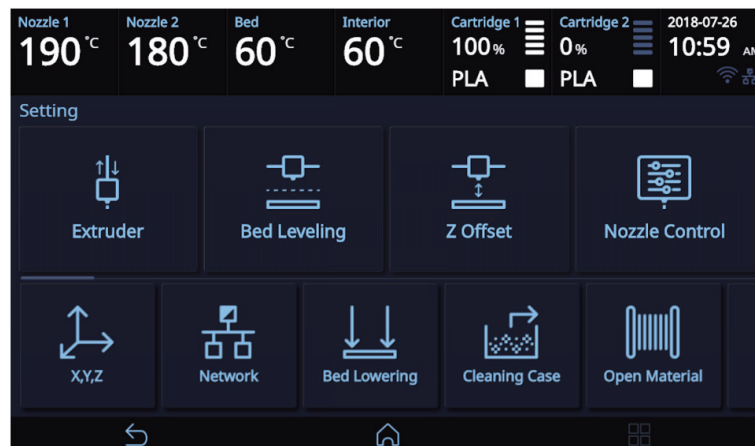 Nozzle 1 Nozzle 2 Bed Interior Cartridge 1 Cartridge 2 2018-07-26
190 °C 180 °C 60 °C 60 °C 100 % 0 % 10:59 AM
PLA PLA
Setting
Extruder Bed Leveling Z Offset Nozzle Control
X,Y,Z Network Bed Lowering Cleaning Case Open Material